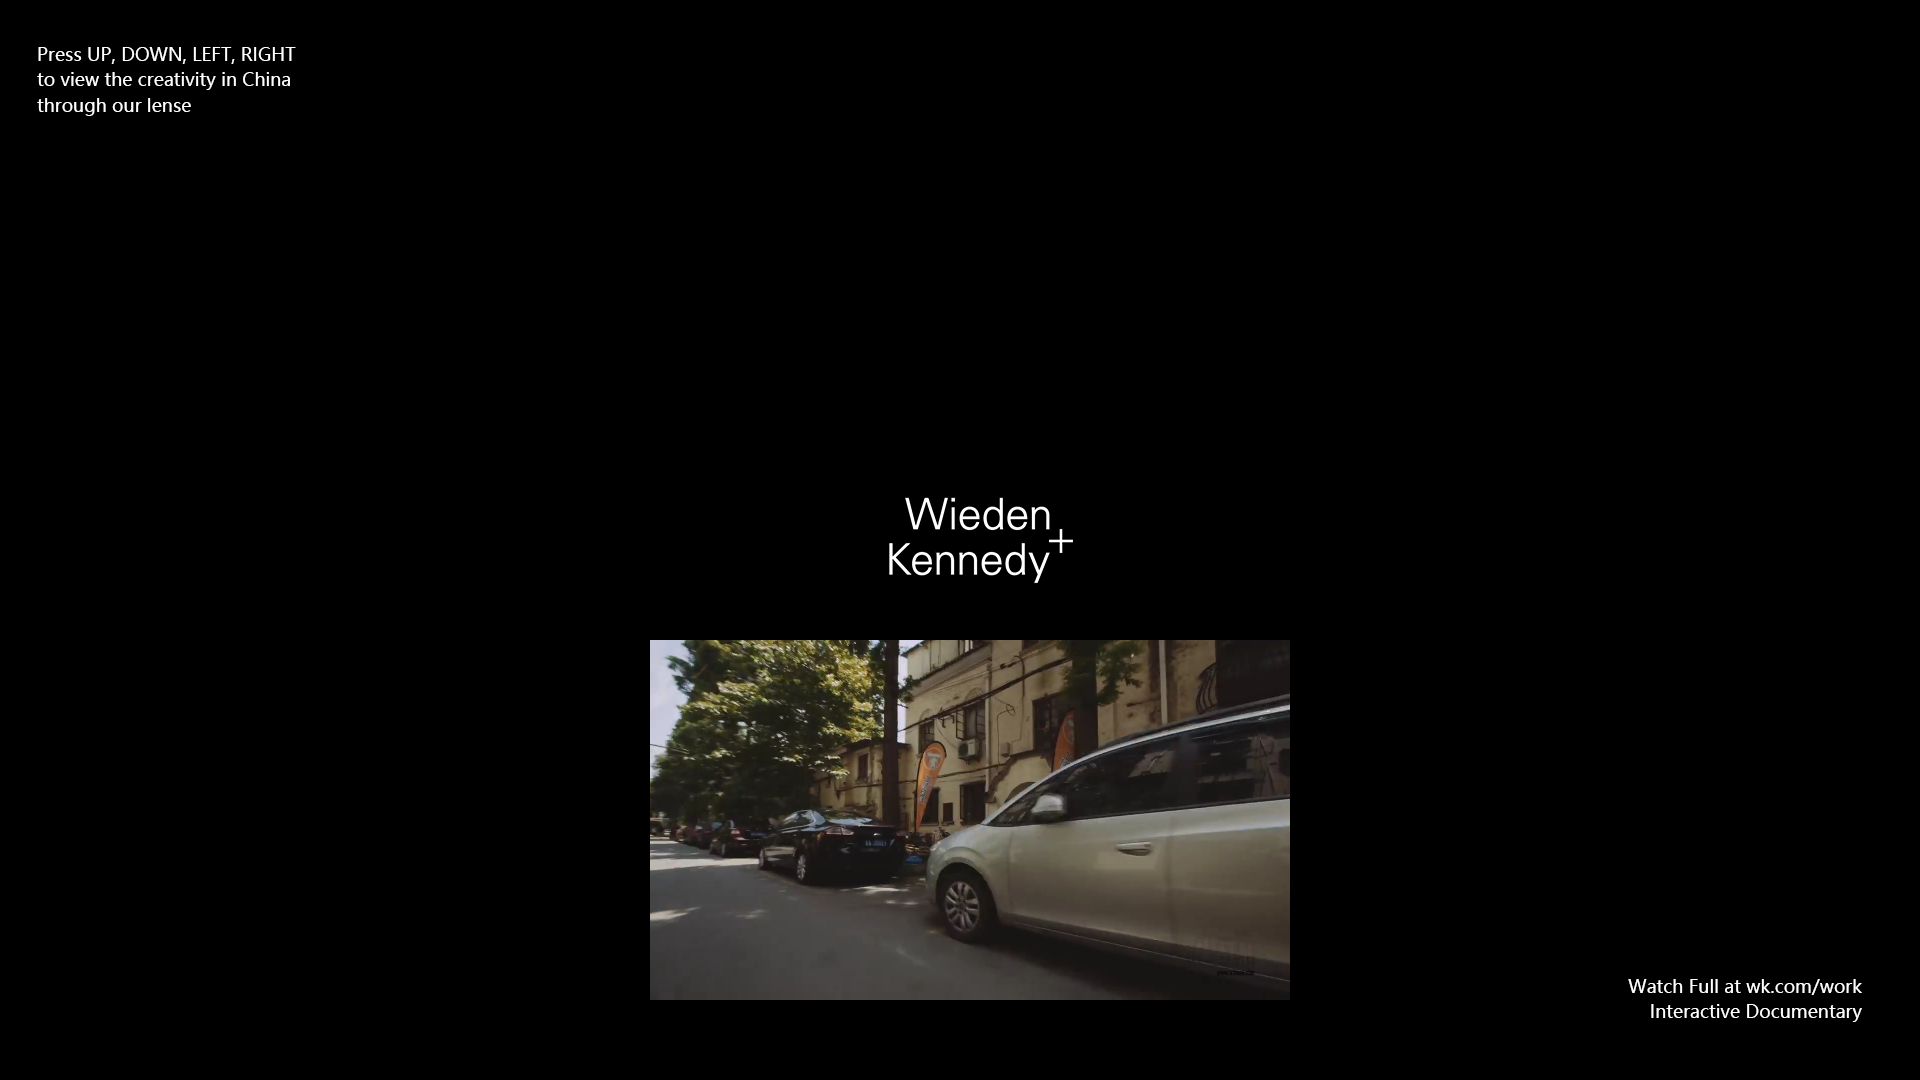 Press UP, DOWN, LEFT, RIGHT
to view the creativity in China
through our lense
Wieden
+
Kennedy
Watch Full at wk.com/work
Interactive Documentary